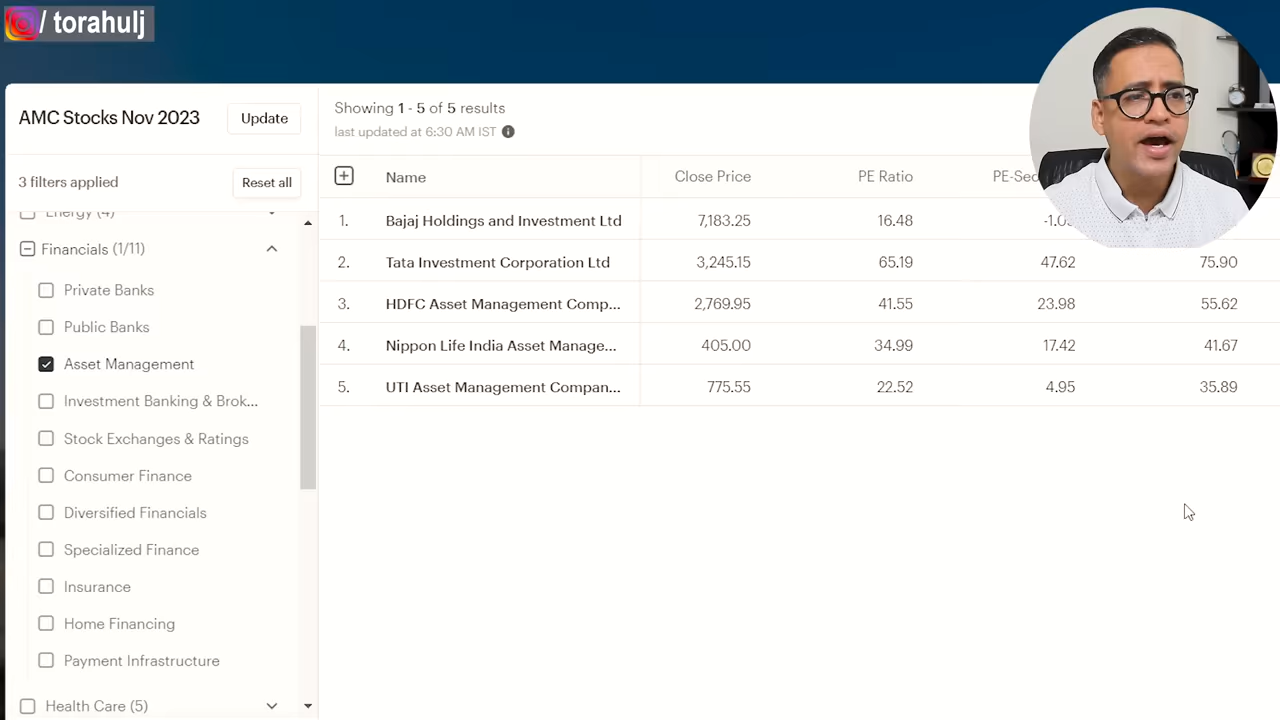 / torahulj
AMC Stocks Nov 2023 Update
3 filters applied Reset all
Energy (4)
Financials (1/11)
Private Banks
Public Banks
Asset Management
Investment Banking & Brok...
Stock Exchanges & Ratings
Consumer Finance
Diversified Financials
Specialized Finance
Insurance
Home Financing
Payment Infrastructure
Health Care (5)
Showing 1 - 5 of 5 results
last updated at 6:30 AM IST
Name Close Price PE Ratio
1. Bajaj Holdings and Investment Ltd 7,183.25 16.48
2. Tata Investment Corporation Ltd 3,245.15 65.19 47.62 75.90
3. HDFC Asset Management Comp... 2,769.95 41.55 23.98 55.62
4. Nippon Life India Asset Manage... 405.00 34.99 17.42 41.67
5. UTI Asset Management Compan... 775.55 22.52 4.95 35.89